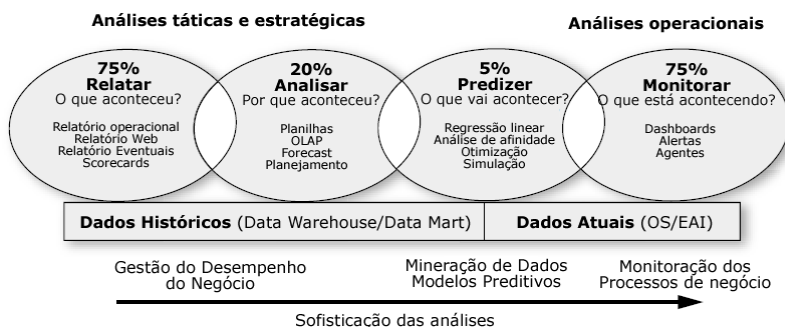 Análises táticas e estratégicas
Análises operacionais
75%
Relatar
O que aconteceu?
Relatório operacional
Relatório Web
Relatório Eventuais
Scorecards
20%
Analisar
Por que aconteceu?
Planilhas
OLAP
Forecast
Planejamento
5%
Predizer
O que vai acontecer?
Regressão linear
Análise de afinidade
Otimização
Simulação
75%
Monitorar
O que está acontecendo?
Dashboards
Alertas
Agentes
Dados Históricos (Data Warehouse/Data Mart)
Dados Atuais (OS/EAI)
Gestão do Desempenho
do Negócio
Mineração de Dados
Modelos Preditivos
Monitoração dos
Processos de negócio
Sofisticação das análises